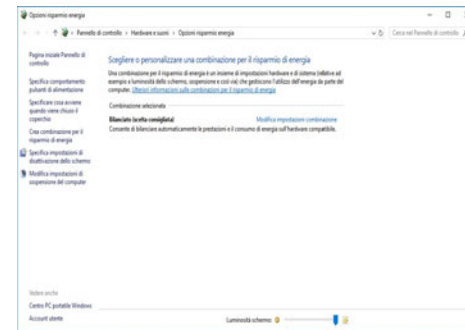 Opzioni risparmio energia
Pannello di controllo > Hardware e suoni > Opzioni risparmio energia
Cerca nel Pannello di controllo
Pagina iniziale Pannello di
controllo
Specifica comportamento
pulsanti di alimentazione
Specificare cosa avviene
quando viene chiuso il
coperchio
Crea combinazione per il
risparmio di energia
Specifica impostazioni di
disattivazione dello schermo
Modifica impostazioni di
sospensione del computer
Scegliere o personalizzare una combinazione per il risparmio di energia
Una combinazione per il risparmio di energia è un insieme di impostazioni hardware e di sistema (relative ad
esempio a luminosità dello schermo, sospensione e così via) che gestiscono l'utilizzo dell'energia da parte del
computer. Ulteriori informazioni sulle combinazioni per il risparmio di energia
Combinazione selezionata
Bilanciato (scelta consigliata)
Modifica impostazioni combinazione
Consente di bilanciare automaticamente le prestazioni e il consumo di energia sull'hardware compatibile.
Vedere anche
Centro PC portatile Windows
Account utente
Luminosità schermo: